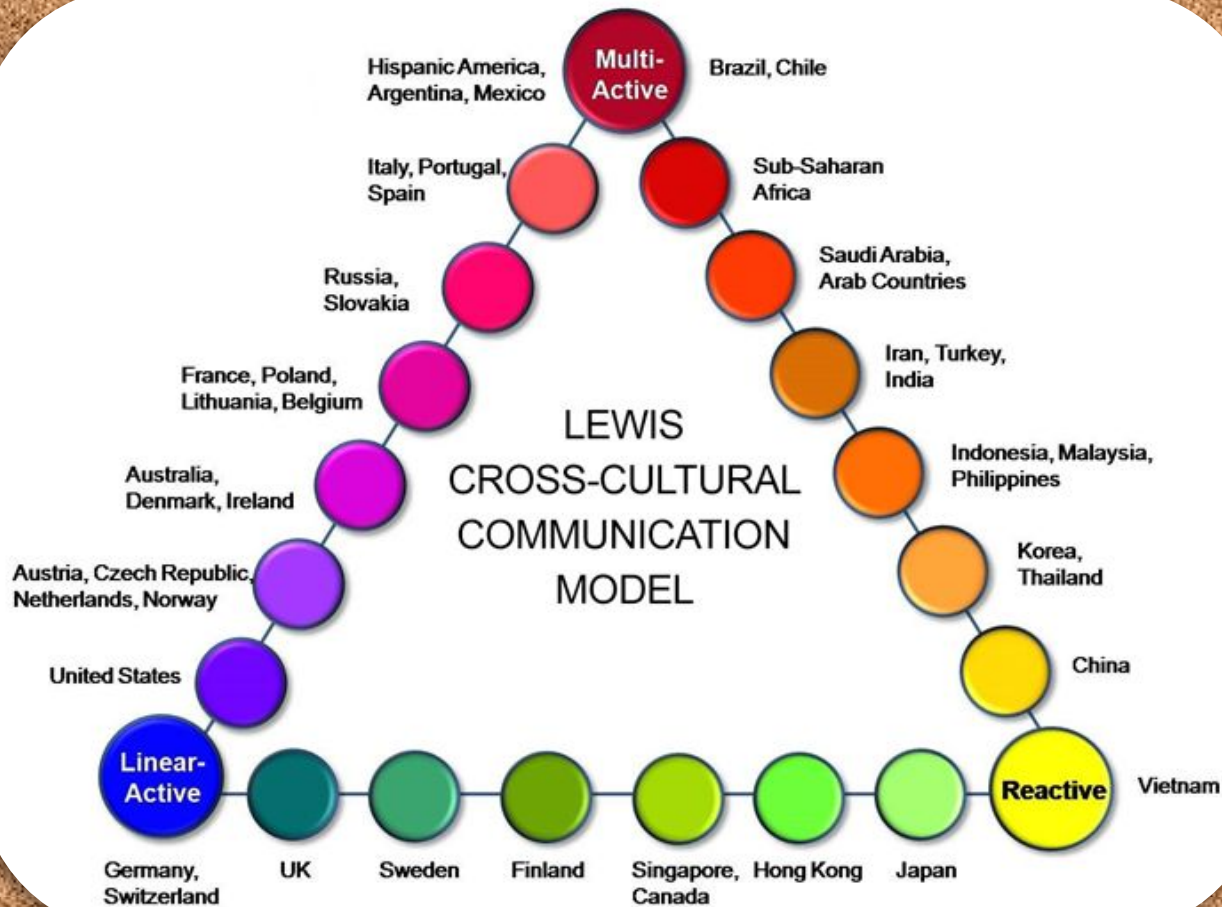 Multi-
Active
Hispanic America,
Argentina, Mexico
Brazil, Chile
Italy, Portugal,
Spain
Sub-Saharan
Africa
Russia,
Slovakia
Saudi Arabia,
Arab Countries
France, Poland,
Lithuania, Belgium
Iran, Turkey,
India
LEWIS
CROSS-CULTURAL
COMMUNICATION
MODEL
Australia,
Denmark, Ireland
Indonesia, Malaysia,
Philippines
Austria, Czech Republic,
Netherlands, Norway
Korea,
Thailand
United States
China
Linear-
Active
Reactive
Vietnam
Germany,
Switzerland
UK
Sweden
Finland
Singapore,
Canada
Hong Kong
Japan